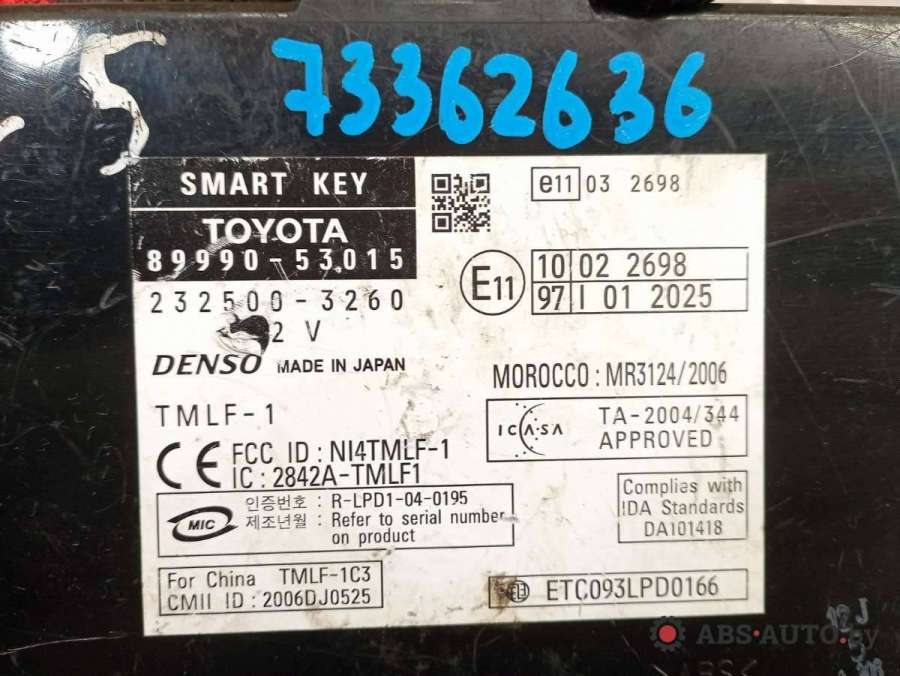 73362636
5
SMART KEY
TOYOTA
89990-53015
232500-3260
2 V
DENSO MADE IN JAPAN
TMLF-1
CE FCC ID : NI4TMLF-1
IC : 2842A-TMLF1
MIC 인증번호 : R-LPD1-04-0195
제조년월 : Refer to serial number
on product
For China TMLF-1C3
CMII ID : 2006DJ0525
e11 03 2698
E11 10 02 2698
97 I 01 2025
MOROCCO : MR3124/2006
ICASA TA-2004/344
APPROVED
Complies with
IDA Standards
DA101418
ETC093LPD0166
ABS-AUTO.by